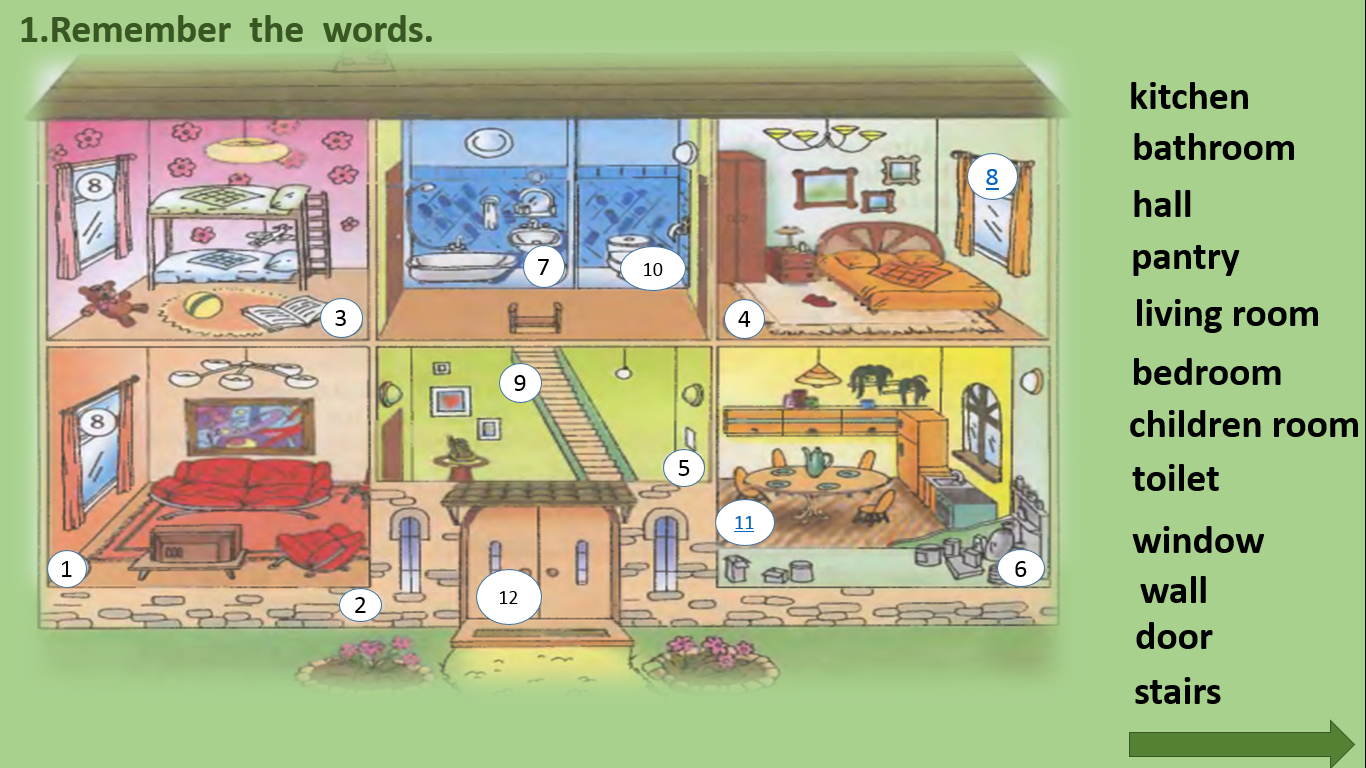 1.Remember the words.
8
8
7
10
3
4
9
8
5
11
1
6
12
2
kitchen
bathroom
hall
pantry
living room
bedroom
children room
toilet
window
wall
door
stairs